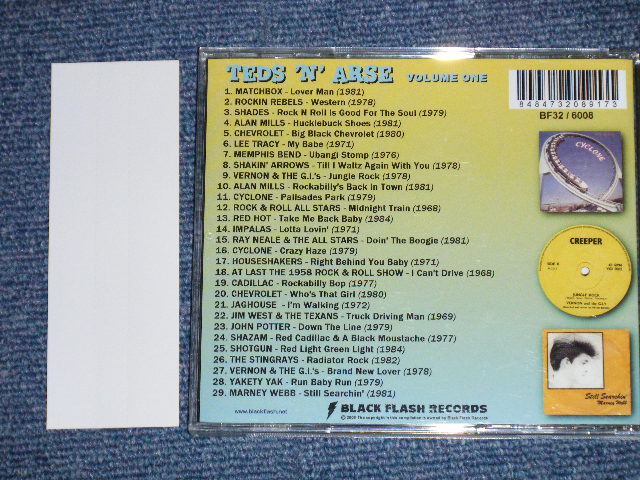 TEDS 'N' ARSE VOLUME ONE
1. MATCHBOX - Lover Man (1981)
2. ROCKIN REBELS - Western (1978)
3. SHADES - Rock N Roll Is Good For The Soul (1979)
4. ALAN MILLS - Hucklebuck Shoes (1981)
5. CHEVROLET - Big Black Chevrolet (1980)
6. LEE TRACY - My Babe (1971)
7. MEMPHIS BEND - Ubangi Stomp (1976)
8. SHAKIN' ARROWS - Till I Waltz Again With You (1978)
9. VERNON & THE G.I.'s - Jungle Rock (1978)
10. ALAN MILLS - Rockabilly's Back In Town (1981)
11. CYCLONE - Palisades Park (1979)
12. ROCK & ROLL ALL STARS - Midnight Train (1968)
13. RED HOT - Take Me Back Baby (1984)
14. IMPALAS - Lotta Lovin' (1971)
15. RAY NEALE & THE ALL STARS - Doin' The Boogie (1981)
16. CYCLONE - Crazy Haze (1979)
17. HOUSESHAKERS - Right Behind You Baby (1971)
18. AT LAST THE 1958 ROCK & ROLL SHOW - I Can't Drive (1968)
19. CADILLAC - Rockabilly Bop (1977)
20. CHEVROLET - Who's That Girl (1980)
21. JAGHOUSE - I'm Walking (1972)
22. JIM WEST & THE TEXANS - Truck Driving Man (1969)
23. JOHN POTTER - Down The Line (1979)
24. SHAZAM - Red Cadillac & A Black Moustache (1977)
25. SHOTGUN - Red Light Green Light (1984)
26. THE STINGRAYS - Radiator Rock (1982)
27. VERNON & THE G.I.'s - Brand New Lover (1978)
28. YAKETY YAK - Run Baby Run (1979)
29. MARNEY WEBB - Still Searchin' (1981)
www.blackflash.net
BLACK FLASH RECORDS
8484732089173
BF32 / 6008
CYCLONE
CREEPER
JUNGLE ROCK
Still Searchin'
Marney Webb